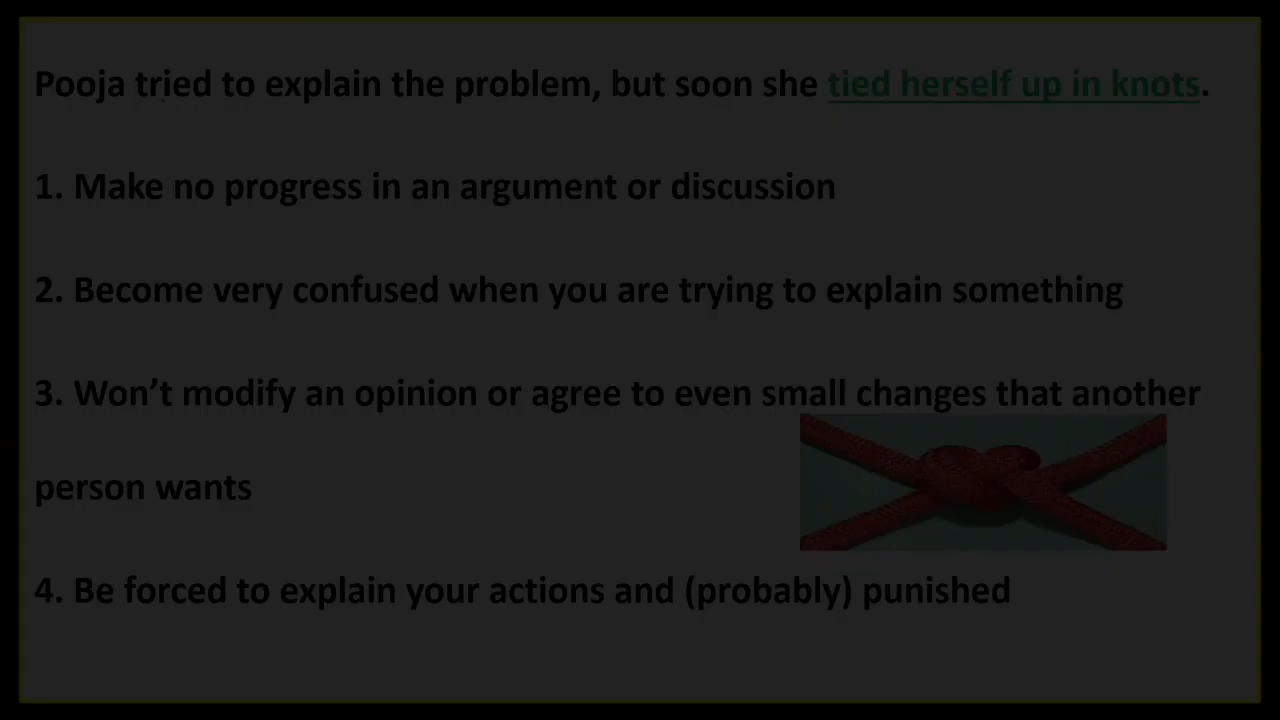 Pooja tried to explain the problem, but soon she tied herself up in knots.
1. Make no progress in an argument or discussion
2. Become very confused when you are trying to explain something
3. Won’t modify an opinion or agree to even small changes that another
person wants
4. Be forced to explain your actions and (probably) punished